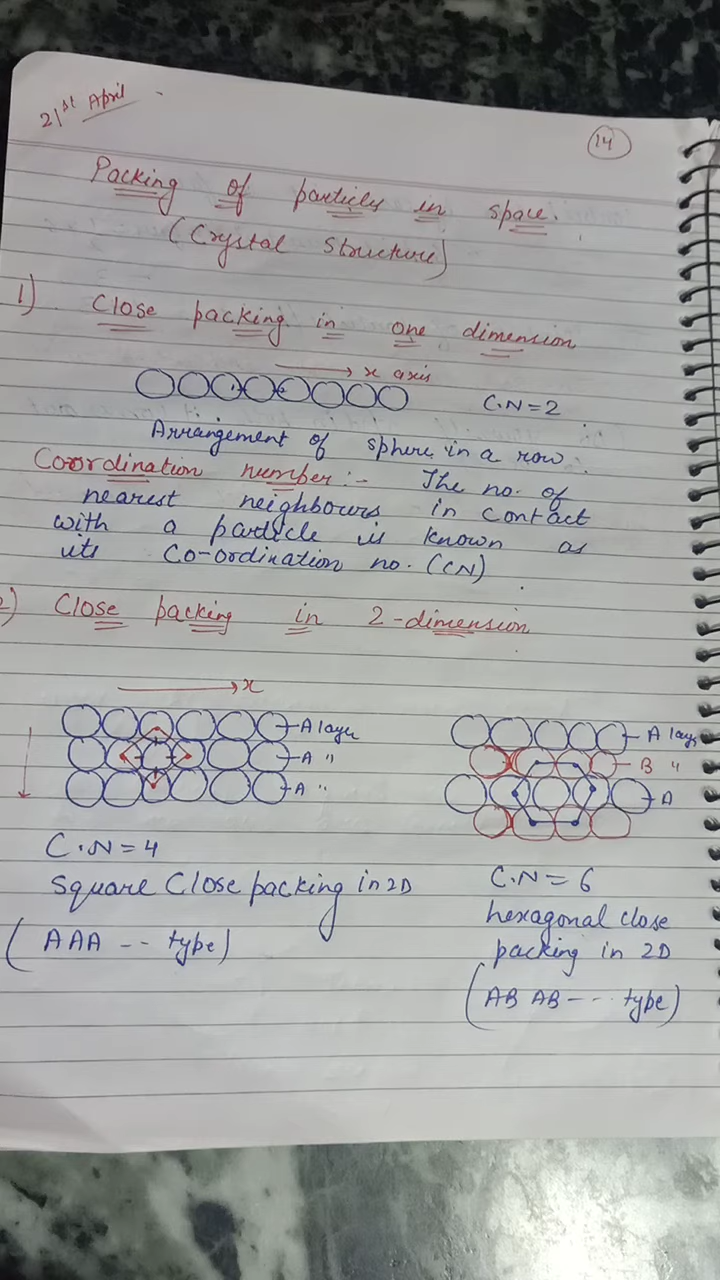 21st April
14
Packing of particles in space.
(Crystal Structure)
1) Close packing in one dimension
→ x axis
C.N=2
Arrangement of sphere in a row.
Coordination number:- The no. of
nearest neighbours in contact
with a particle is known as
its Co-ordination no. (CN)
2) Close packing in 2-dimension
→x
A layer
A "
A "
C.N=4
Square Close packing in 2D
(AAA -- type)
A layer
B "
A
C.N=6
hexagonal close
packing in 2D
(AB AB --- type)